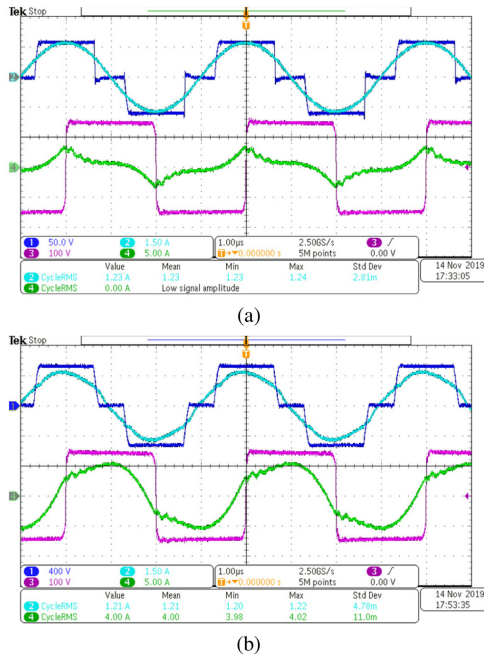 Tek Stop
T
2
4
1 50.0 V 2 1.50 A 1.00μs 2.50GS/s 3 ∫
3 100 V 4 5.00 A T→▼0.000000 s 5M points 0.00 V
Value Mean Min Max Std Dev
2 CycleRMS 1.23 A 1.23 1.23 1.24 2.81m
4 CycleRMS 0.00 A Low signal amplitude
14 Nov 2019
17:33:05
(a)
Tek Stop
T
1
1 400 V 2 1.50 A 1.00μs 2.50GS/s 3 ∫
3 100 V 4 5.00 A T→▼0.000000 s 5M points 0.00 V
Value Mean Min Max Std Dev
2 CycleRMS 1.21 A 1.21 1.20 1.22 4.78m
4 CycleRMS 4.00 A 4.00 3.98 4.02 11.0m
14 Nov 2019
17:53:35
(b)